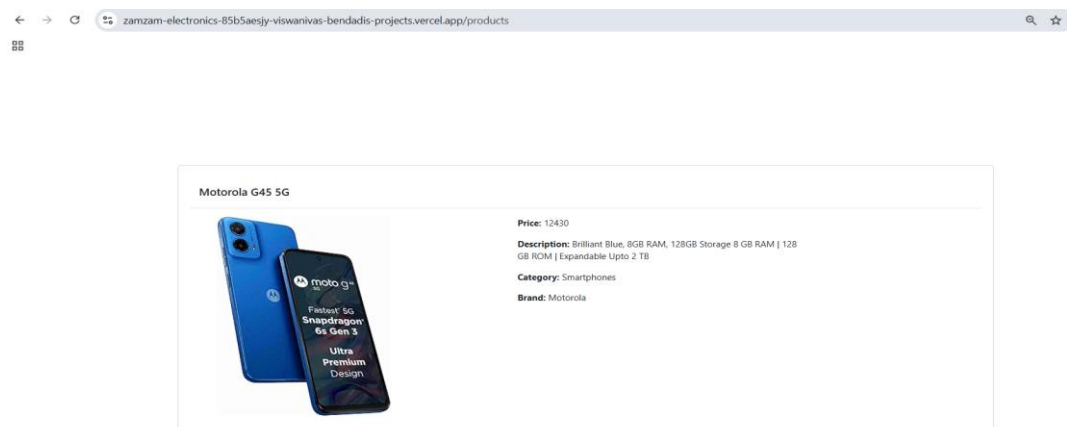 zamzam-electronics-85b5aesjy-viswanivas-bendadis-projects.vercel.app/products
Motorola G45 5G
Price: 12430
Description: Brilliant Blue, 8GB RAM, 128GB Storage 8 GB RAM | 128
GB ROM | Expandable Upto 2 TB
Category: Smartphones
Brand: Motorola
moto g45
5G
Fastest 5G
Snapdragon
6s Gen 3
Ultra
Premium
Design